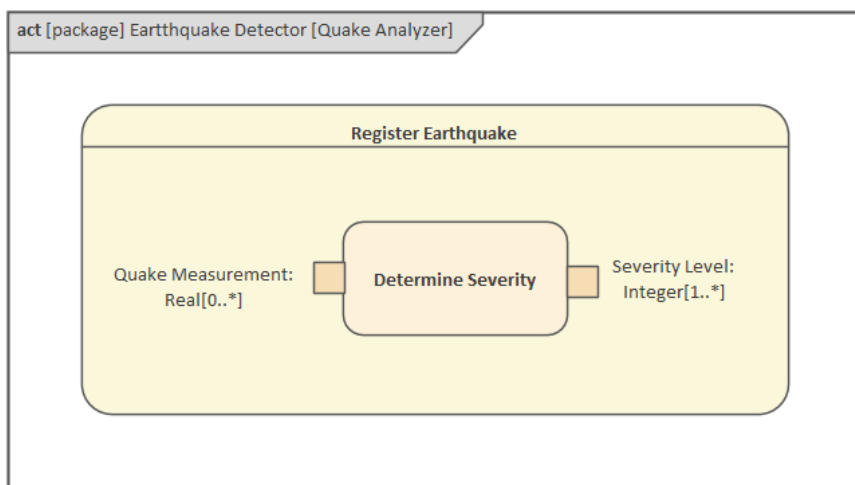 act [package] Eartthquake Detector [Quake Analyzer]
Register Earthquake
Quake Measurement:
Real[0..*]
Determine Severity
Severity Level:
Integer[1..*]